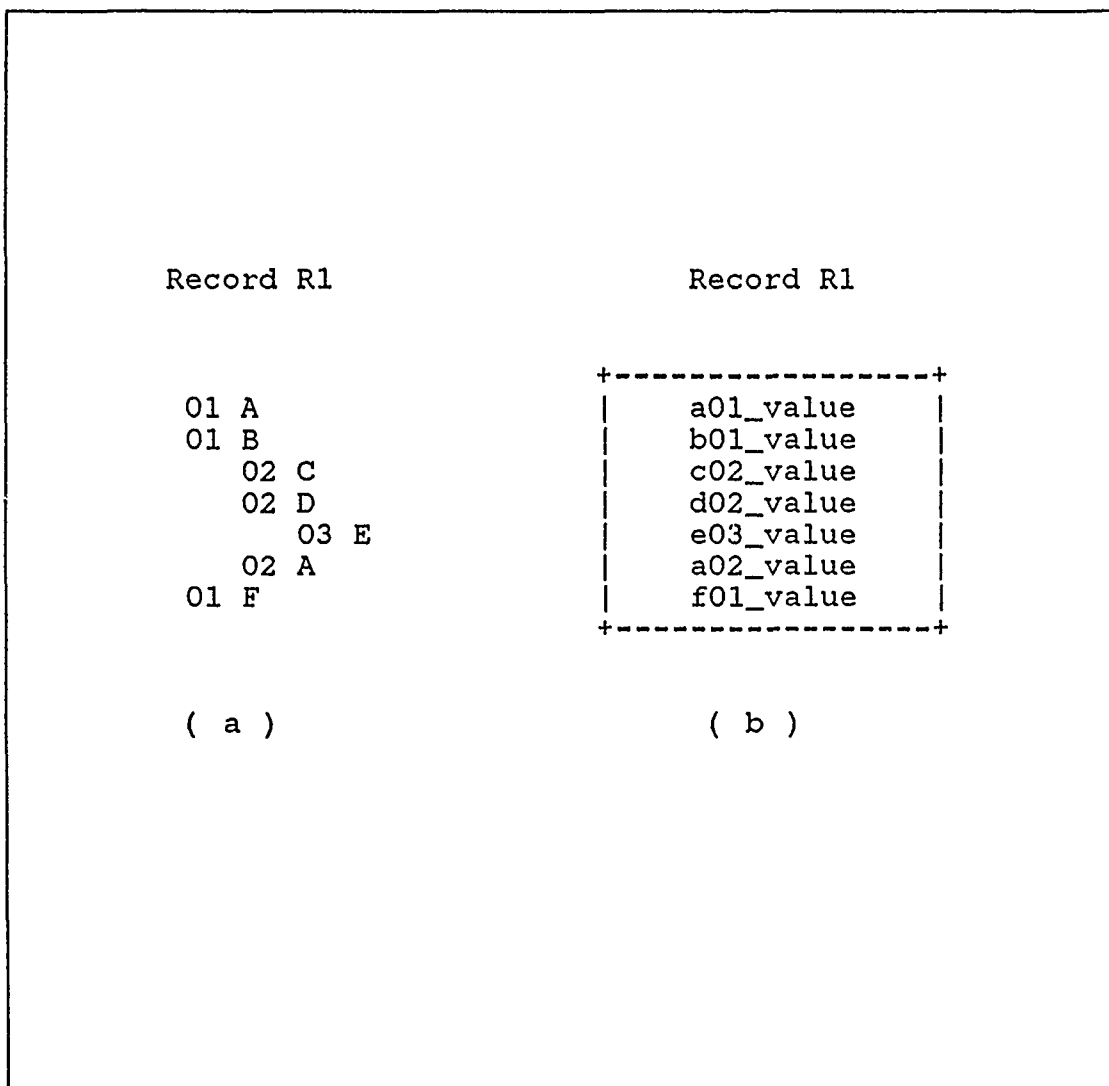 Record R1 Record R1
+-----------------+
01 A | a01_value |
01 B | b01_value |
02 C | c02_value |
02 D | d02_value |
03 E | e03_value |
02 A | a02_value |
01 F | f01_value |
+-----------------+
( a ) ( b )